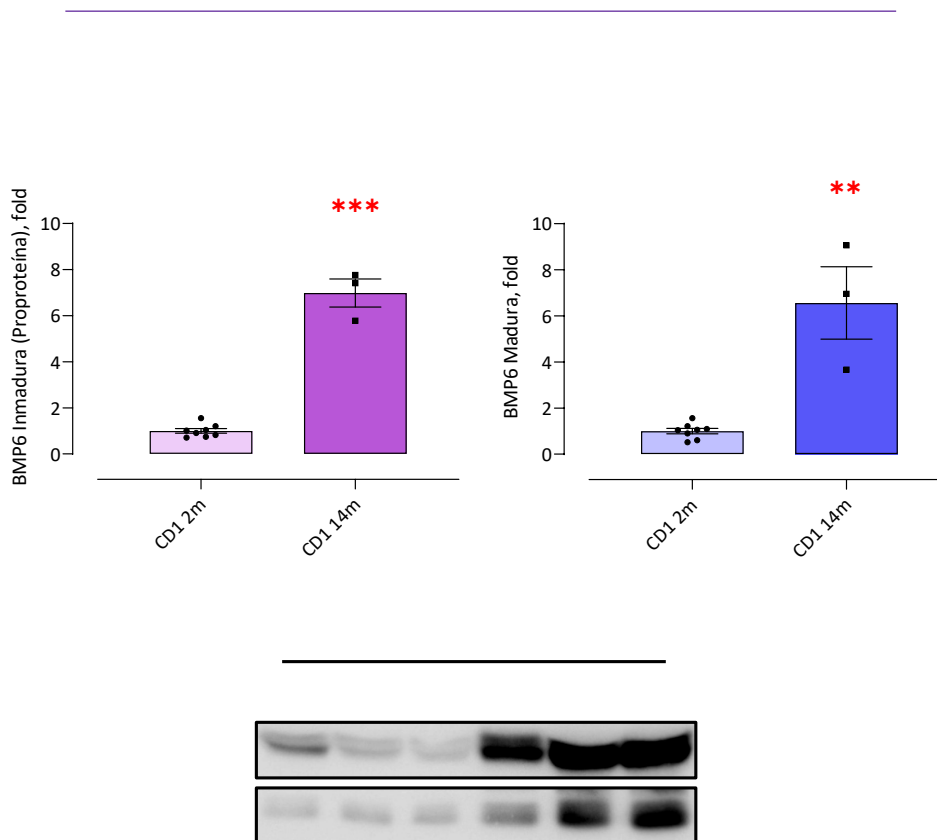 BMP6 Inmadura (Proproteína), fold
10
8
6
4
2
0
***
CD1 2m
CD1 14m
BMP6 Madura, fold
10
8
6
4
2
0
**
CD1 2m
CD1 14m